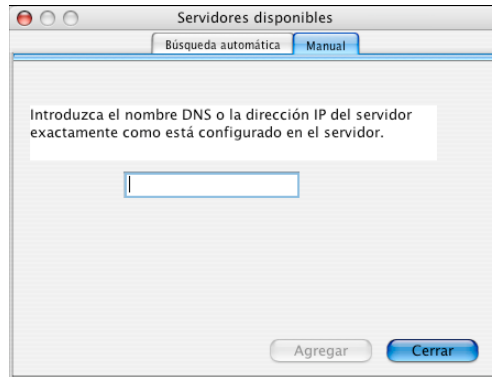 Servidores disponibles
Búsqueda automática Manual
Introduzca el nombre DNS o la dirección IP del servidor
exactamente como está configurado en el servidor.
Agregar Cerrar